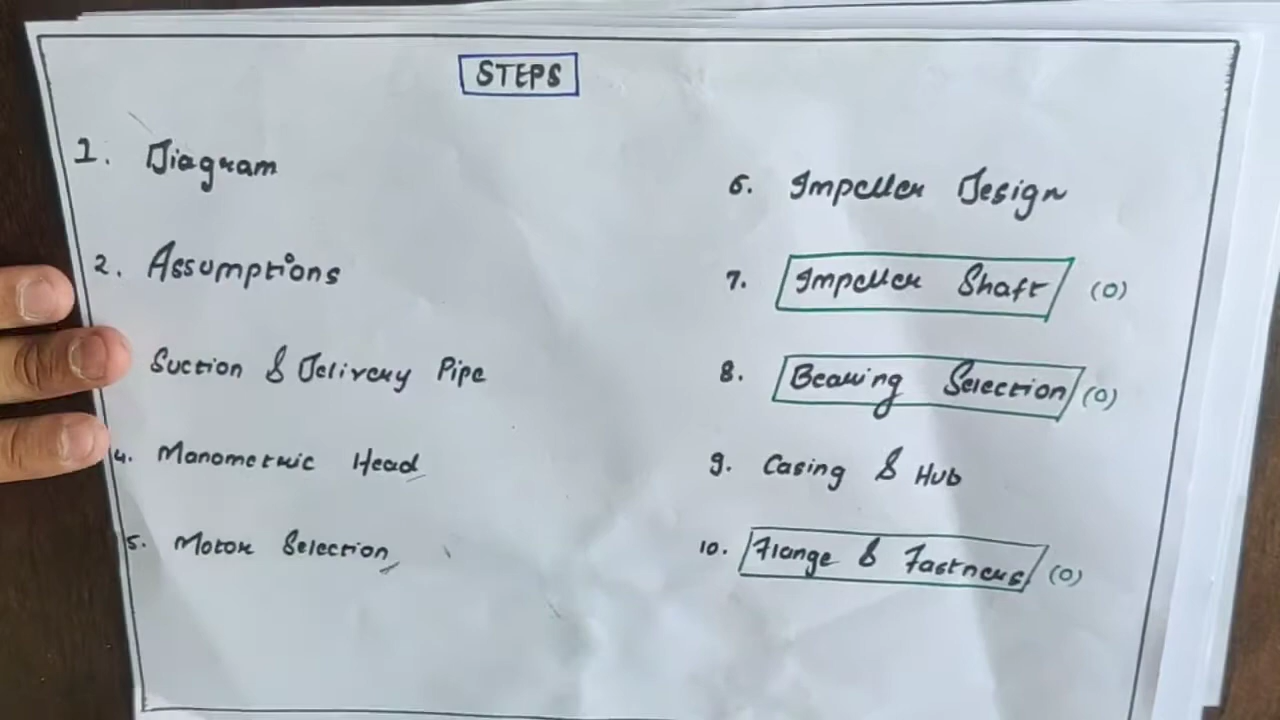 STEPS
1. Diagram
2. Assumptions
Suction & Delivery Pipe
4. Manometric Head
5. Motor Selection
6. Impeller Design
7. Impeller Shaft (0)
8. Bearing Selection (0)
9. Casing & Hub
10. Flange & Fastners (0)